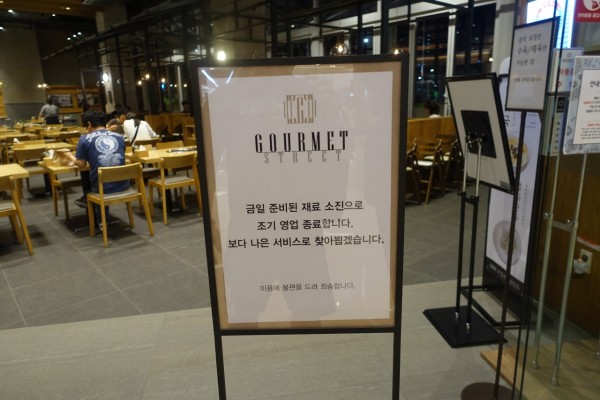 GOURMET
STREET
금일 준비된 재료 소진으로
조기 영업 종료합니다.
보다 나은 서비스로 찾아뵙겠습니다.
이용에 불편을 드려 죄송합니다.